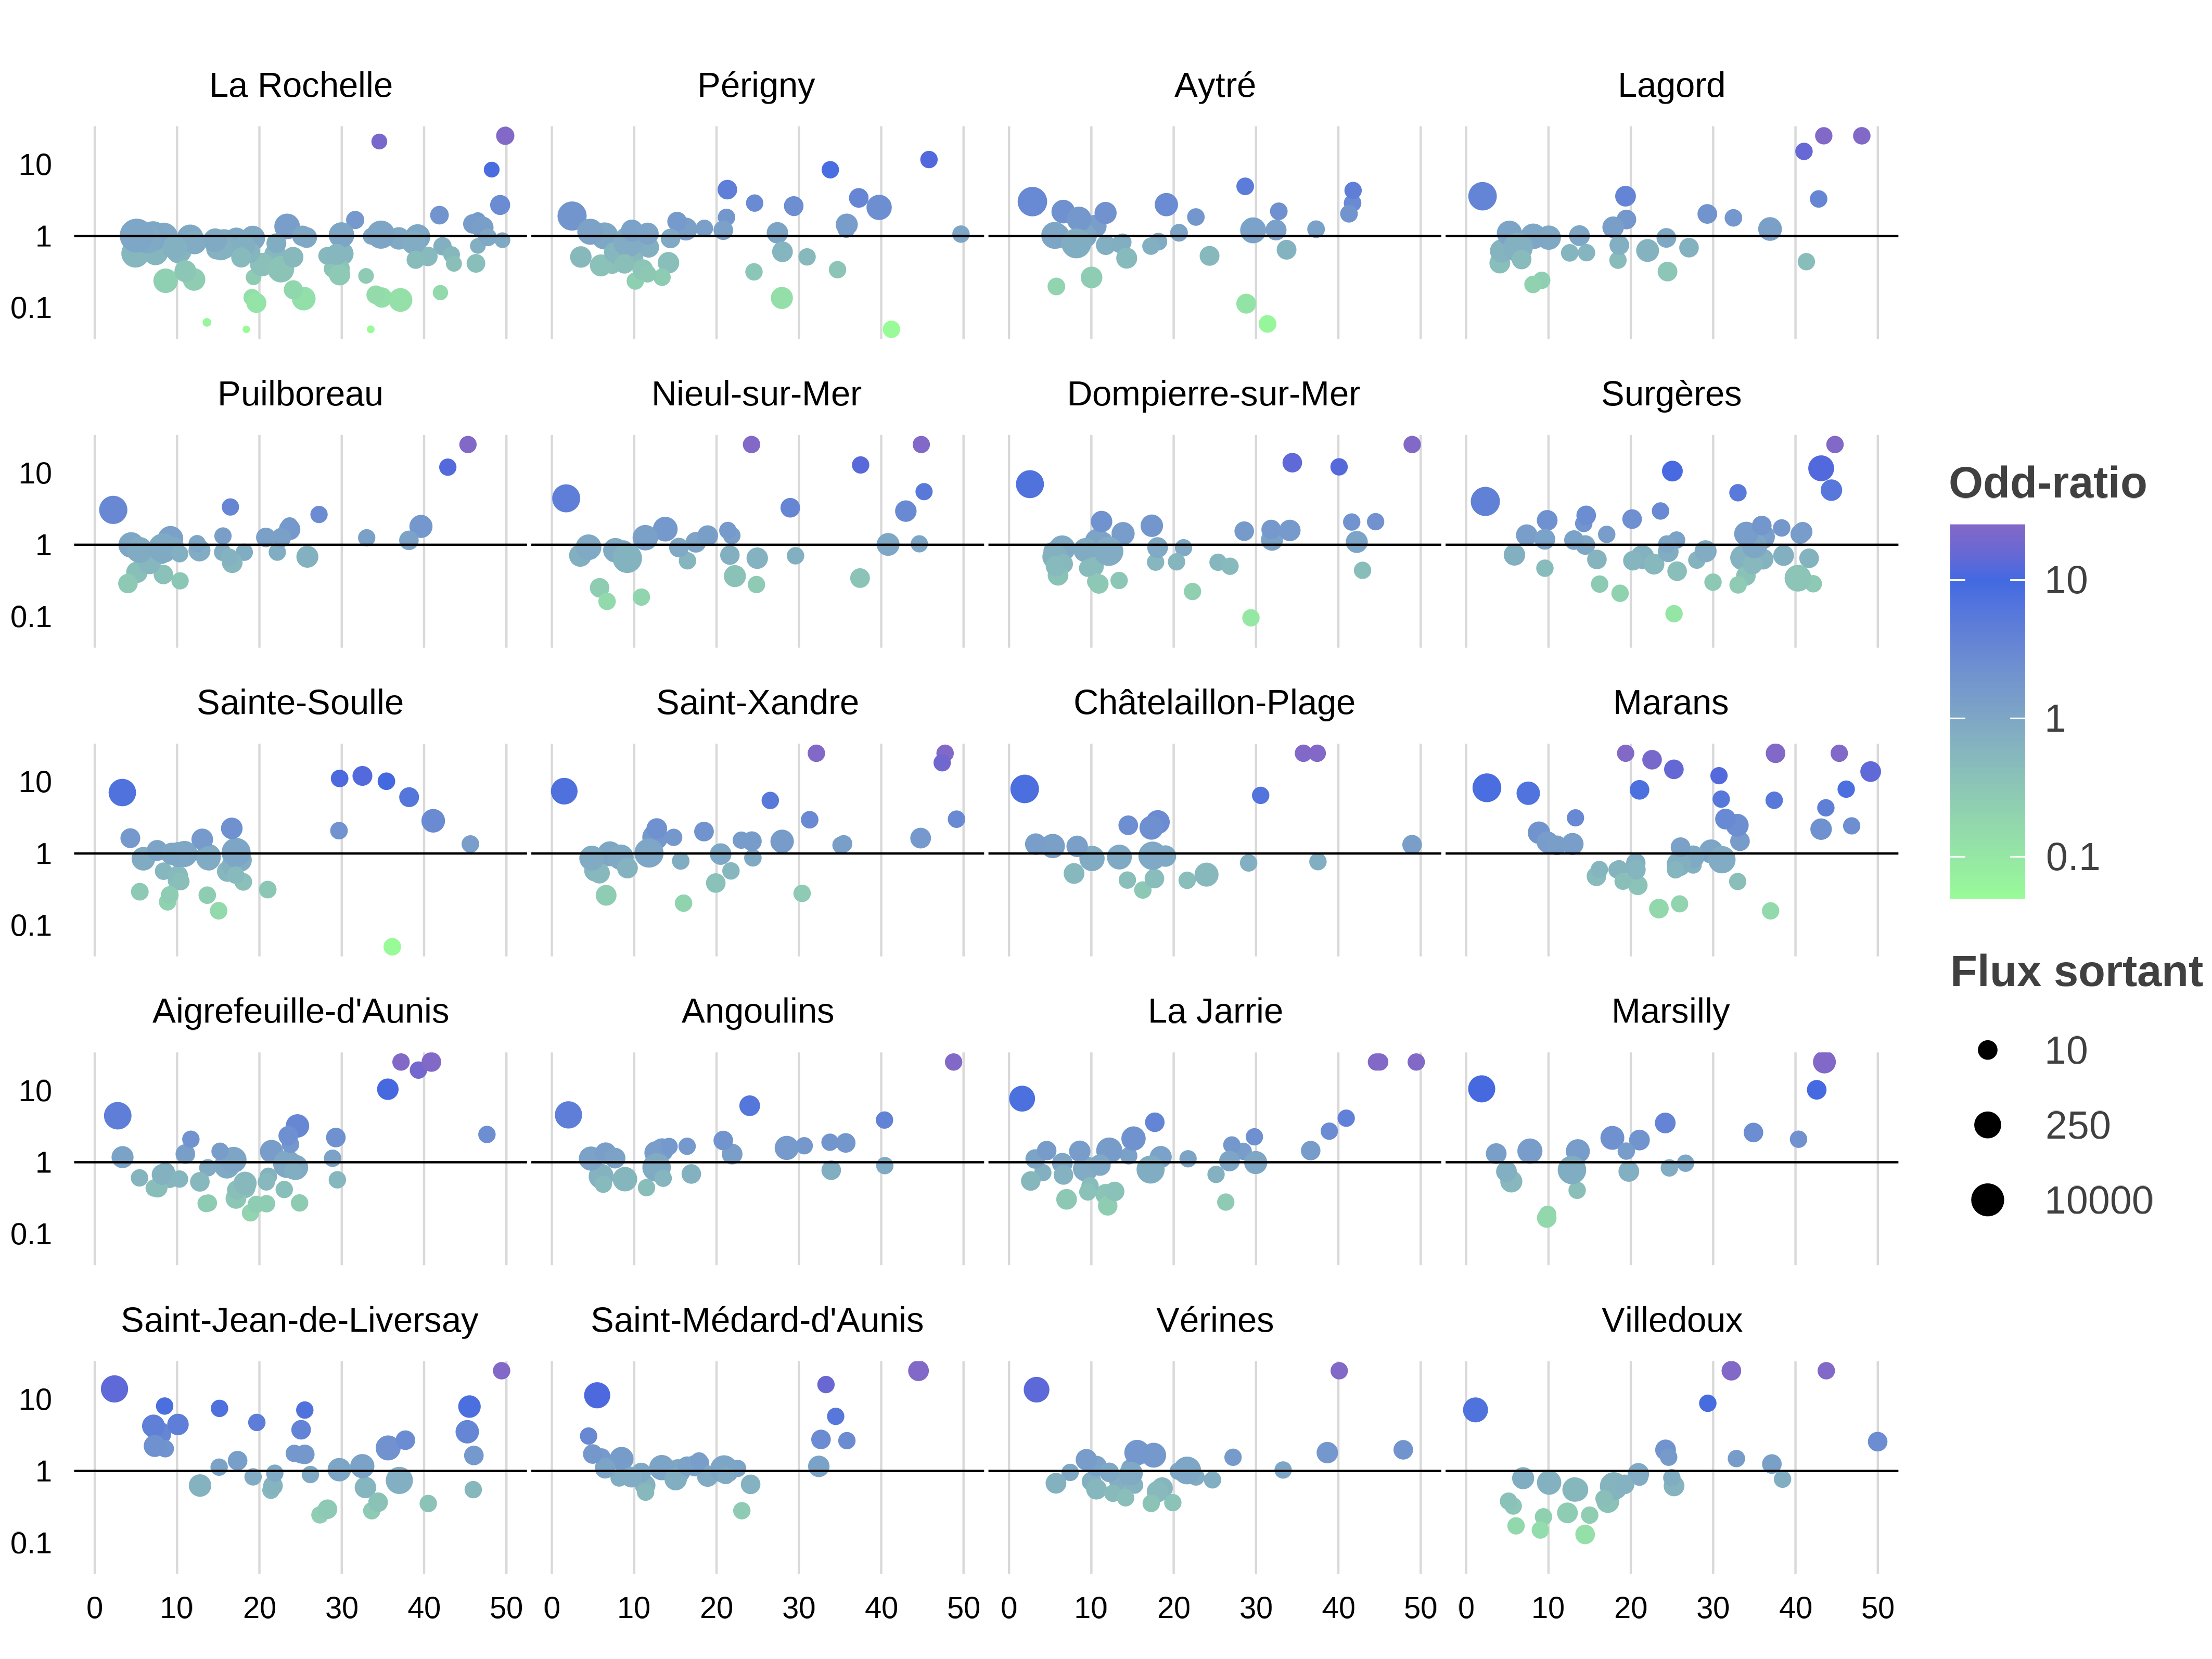 La Rochelle Périgny Aytré Lagord
10
1
0.1
Puilboreau Nieul-sur-Mer Dompierre-sur-Mer Surgères
10
1
0.1
Sainte-Soulle Saint-Xandre Châtelaillon-Plage Marans
10
1
0.1
Aigrefeuille-d'Aunis Angoulins La Jarrie Marsilly
10
1
0.1
Saint-Jean-de-Liversay Saint-Médard-d'Aunis Vérines Villedoux
10
1
0.1
0 10 20 30 40 50 0 10 20 30 40 50 0 10 20 30 40 50 0 10 20 30 40 50
Odd-ratio
10
1
0.1
Flux sortant
10
250
10000